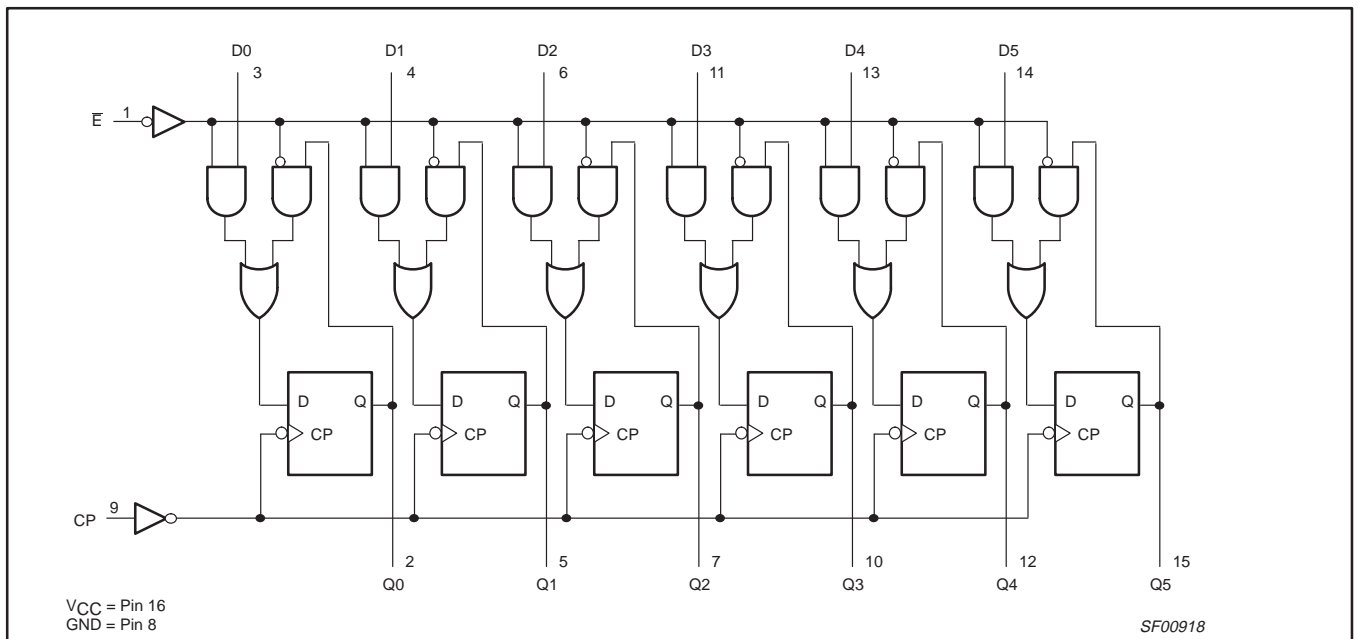 D0 D1 D2 D3 D4 D5
3 4 6 11 13 14
E̅ 1
D Q D Q D Q D Q D Q D Q
CP CP CP CP CP CP
CP 9
2 5 7 10 12 15
Q0 Q1 Q2 Q3 Q4 Q5
VCC = Pin 16
GND = Pin 8
SF00918